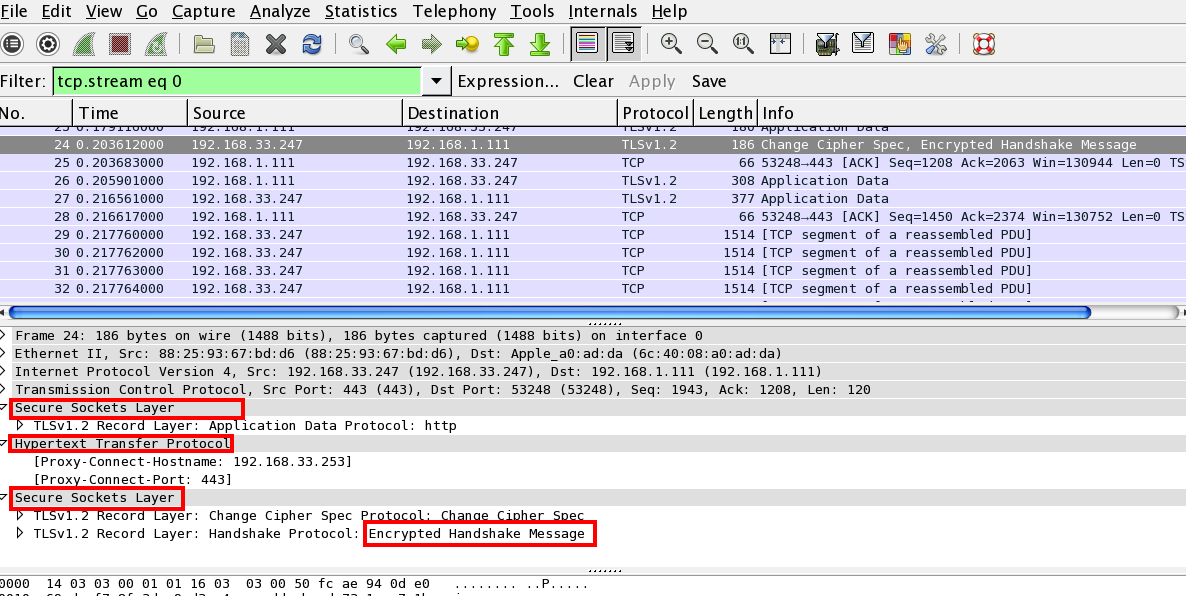 File Edit View Go Capture Analyze Statistics Telephony Tools Internals Help
Filter: tcp.stream eq 0 Expression... Clear Apply Save
No. Time Source Destination Protocol Length Info
23 0.179116000 192.168.1.111 192.168.33.247 TLSv1.2 180 Application Data
24 0.203612000 192.168.33.247 192.168.1.111 TLSv1.2 186 Change Cipher Spec, Encrypted Handshake Message
25 0.203683000 192.168.1.111 192.168.33.247 TCP 66 53248→443 [ACK] Seq=1208 Ack=2063 Win=130944 Len=0 TS
26 0.205901000 192.168.1.111 192.168.33.247 TLSv1.2 308 Application Data
27 0.216561000 192.168.33.247 192.168.1.111 TLSv1.2 377 Application Data
28 0.216617000 192.168.1.111 192.168.33.247 TCP 66 53248→443 [ACK] Seq=1450 Ack=2374 Win=130752 Len=0 TS
29 0.217760000 192.168.33.247 192.168.1.111 TCP 1514 [TCP segment of a reassembled PDU]
30 0.217762000 192.168.33.247 192.168.1.111 TCP 1514 [TCP segment of a reassembled PDU]
31 0.217763000 192.168.33.247 192.168.1.111 TCP 1514 [TCP segment of a reassembled PDU]
32 0.217764000 192.168.33.247 192.168.1.111 TCP 1514 [TCP segment of a reassembled PDU]
Frame 24: 186 bytes on wire (1488 bits), 186 bytes captured (1488 bits) on interface 0
Ethernet II, Src: 88:25:93:67:bd:d6 (88:25:93:67:bd:d6), Dst: Apple_a0:ad:da (6c:40:08:a0:ad:da)
Internet Protocol Version 4, Src: 192.168.33.247 (192.168.33.247), Dst: 192.168.1.111 (192.168.1.111)
Transmission Control Protocol, Src Port: 443 (443), Dst Port: 53248 (53248), Seq: 1943, Ack: 1208, Len: 120
Secure Sockets Layer
TLSv1.2 Record Layer: Application Data Protocol: http
Hypertext Transfer Protocol
[Proxy-Connect-Hostname: 192.168.33.253]
[Proxy-Connect-Port: 443]
Secure Sockets Layer
TLSv1.2 Record Layer: Change Cipher Spec Protocol: Change Cipher Spec
TLSv1.2 Record Layer: Handshake Protocol: Encrypted Handshake Message
0000 14 03 03 00 01 01 16 03 03 00 50 fc ae 94 0d e0 ........ ..P.....